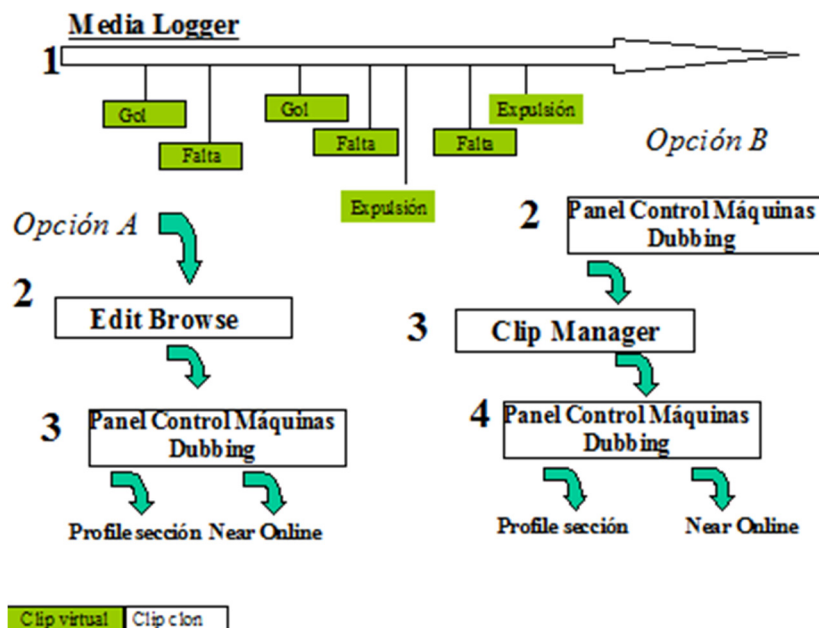 Media Logger
1
Gol
Falta
Gol
Falta
Expulsión
Falta
Expulsión
Opción A
2
Edit Browse
3
Panel Control Máquinas
Dubbing
Profile sección
Near Online
Opción B
2
Panel Control Máquinas
Dubbing
3
Clip Manager
4
Panel Control Máquinas
Dubbing
Profile sección
Near Online
Clip virtual
Clip clon